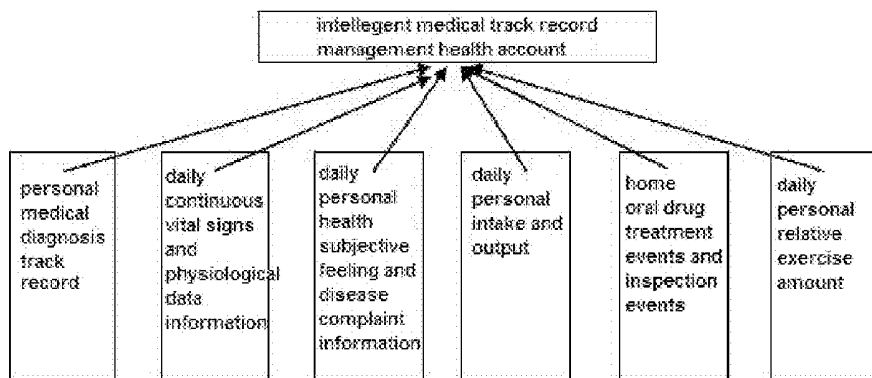 intellegent medical track record
management health account
personal
medical
diagnosis
track
record
daily
continuous
vital signs
and
physiological
data
information
daily
personal
health
subjective
feeling and
disease
complaint
information
daily
personal
intake and
output
home
oral drug
treatment
events and
inspection
events
daily
personal
relative
exercise
amount